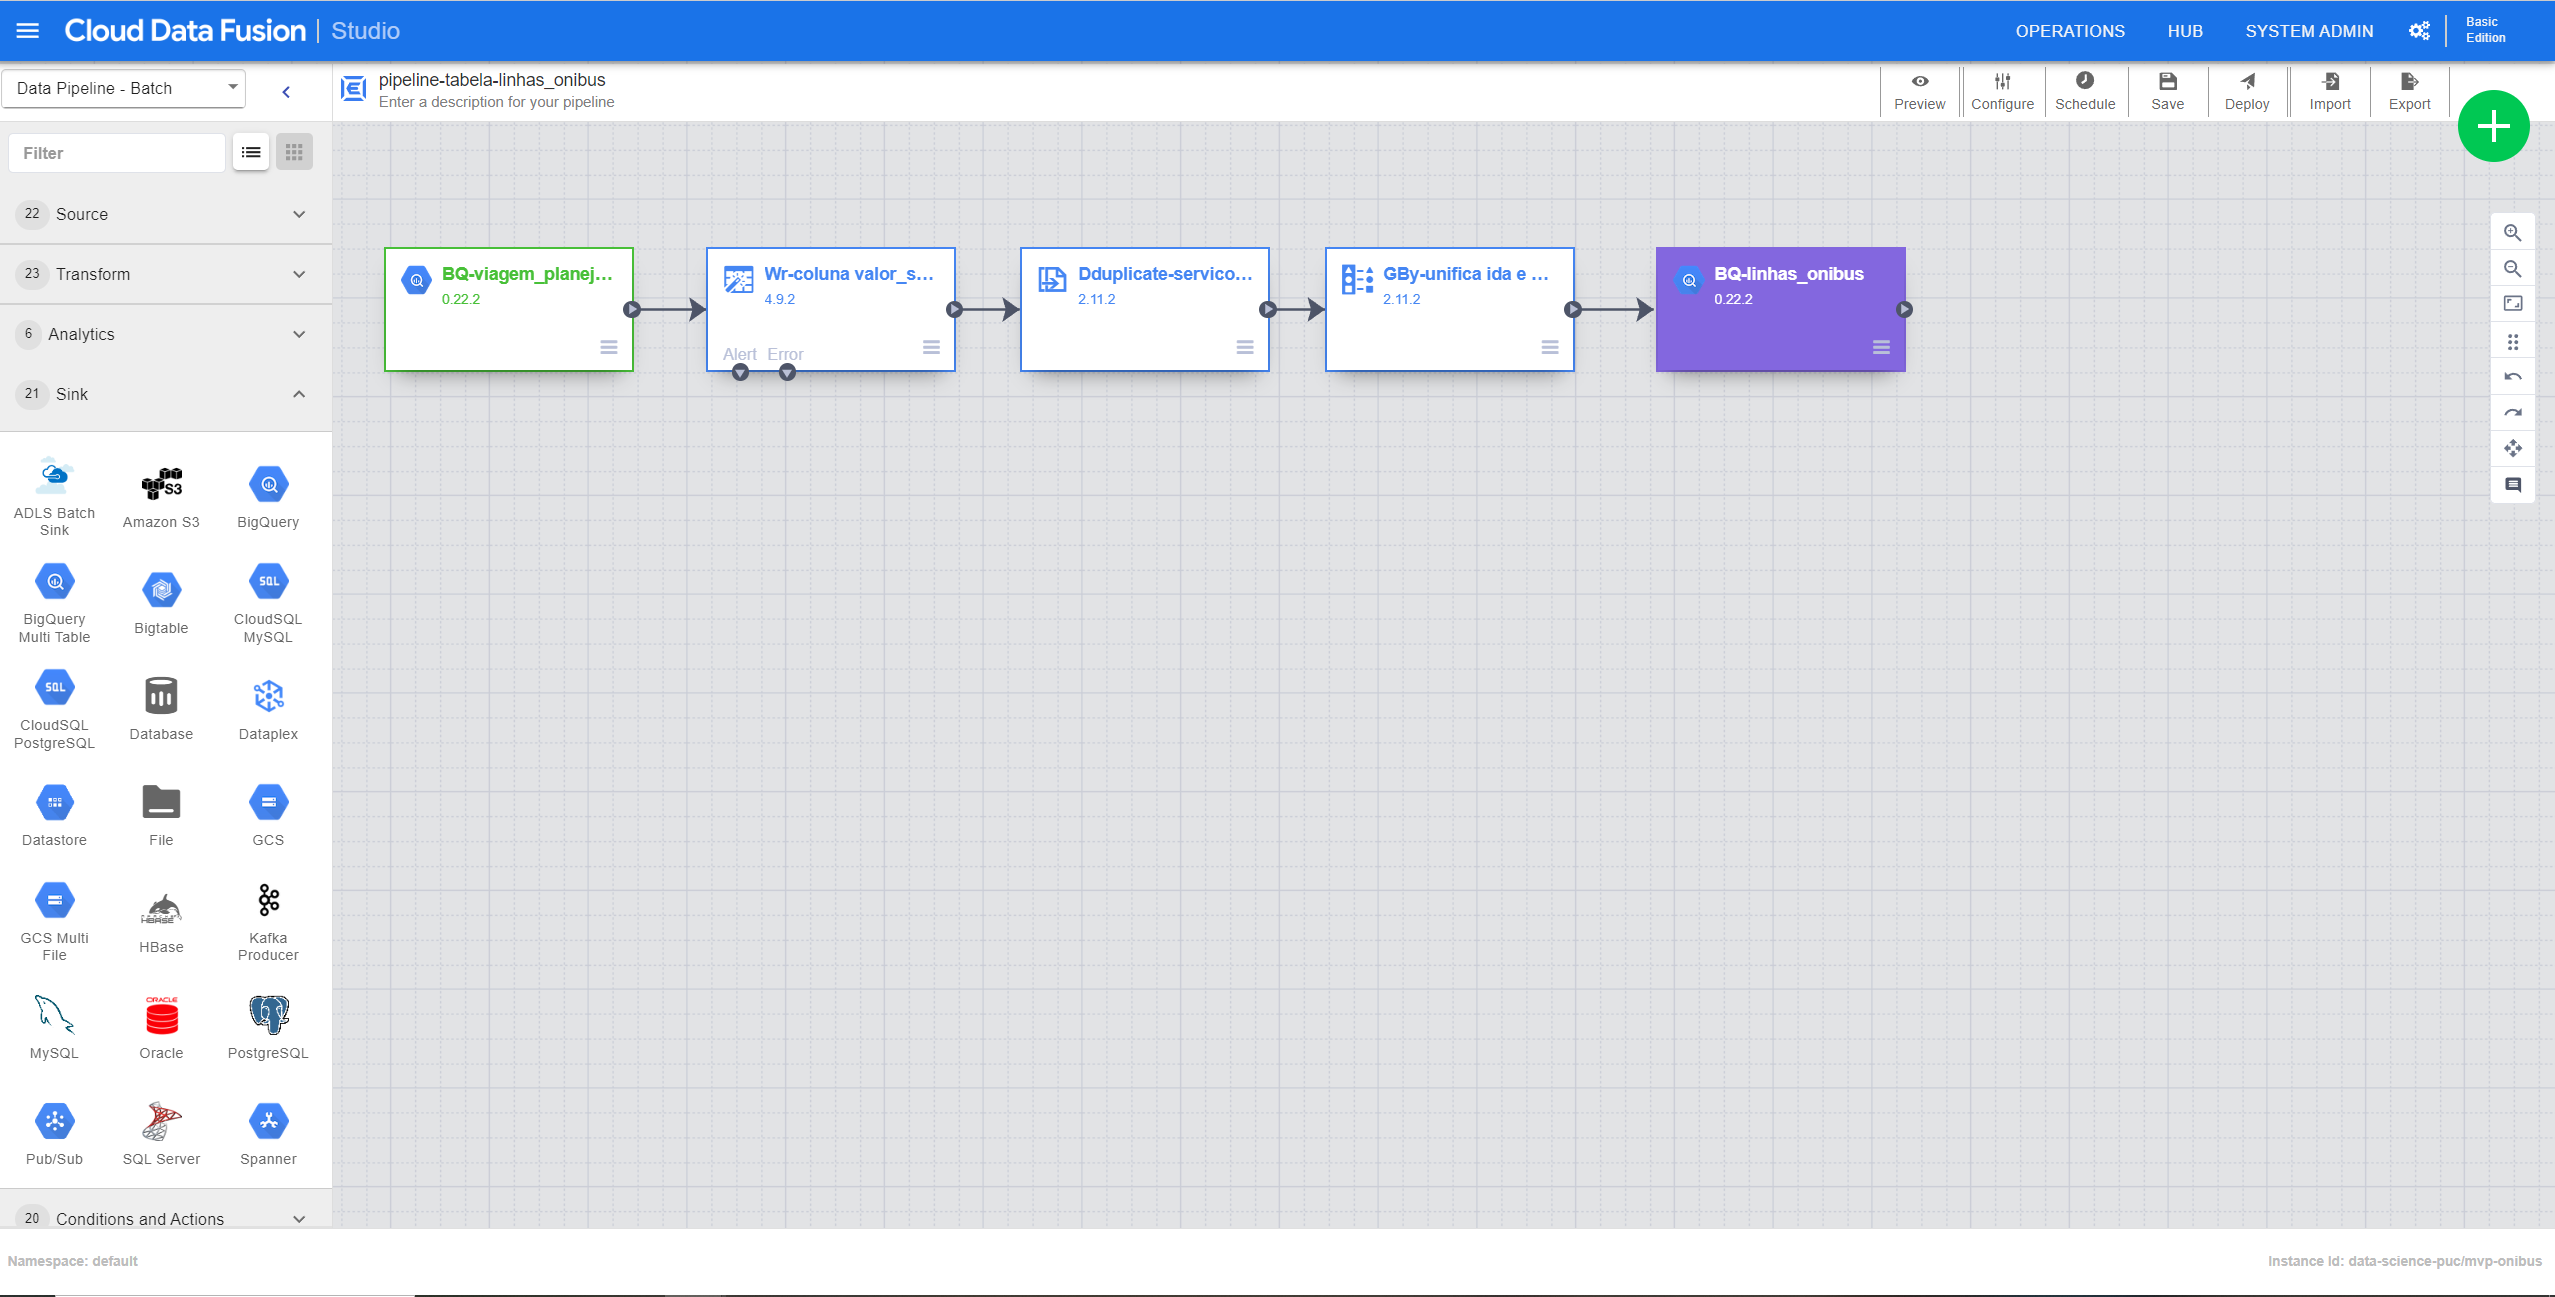 Cloud Data Fusion | Studio
OPERATIONS
HUB
SYSTEM ADMIN
Basic
Edition
Data Pipeline - Batch
pipeline-tabela-linhas_onibus
Enter a description for your pipeline
Preview
Configure
Schedule
Save
Deploy
Import
Export
Filter
22 Source
23 Transform
6 Analytics
21 Sink
ADLS Batch
Sink
Amazon S3
BigQuery
BigQuery
Multi Table
Bigtable
CloudSQL
MySQL
CloudSQL
PostgreSQL
Database
Dataplex
Datastore
File
GCS
GCS Multi
File
HBase
Kafka
Producer
MySQL
Oracle
PostgreSQL
Pub/Sub
SQL Server
Spanner
20 Conditions and Actions
BQ-viagem_planej...
0.22.2
Wr-coluna valor_s...
4.9.2
Alert Error
Dduplicate-servico...
2.11.2
GBy-unifica ida e ...
2.11.2
BQ-linhas_onibus
0.22.2
S3
SQL
SQL
HBASE
ORACLE
Namespace: default
Instance Id: data-science-puc/mvp-onibus